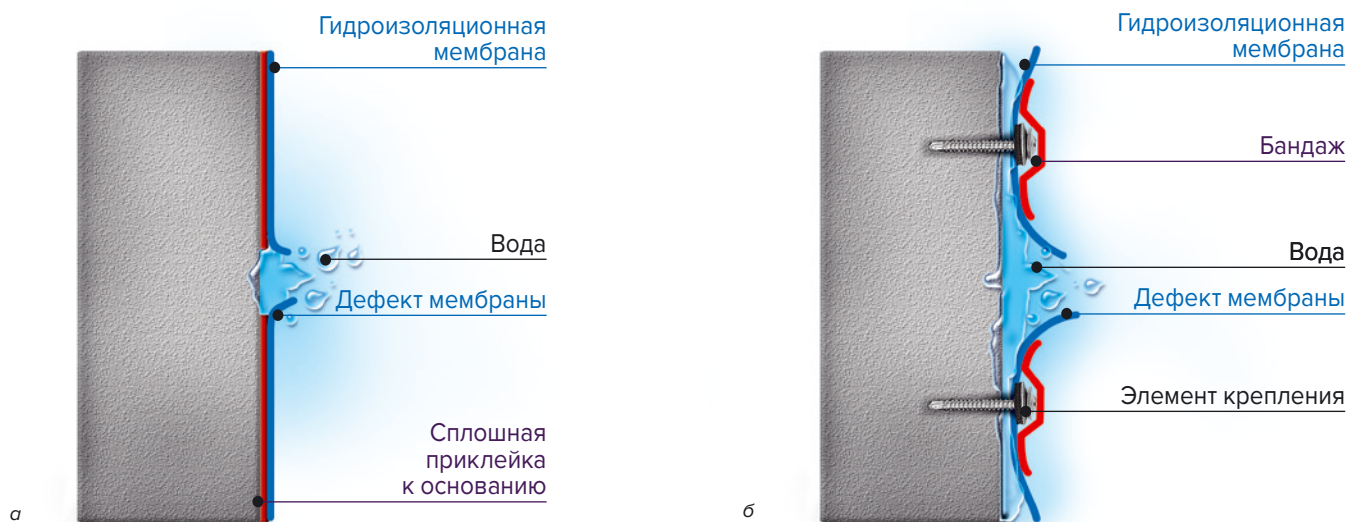 Гидроизоляционная
мембрана
Вода
Дефект мембраны
Сплошная
приклейка
к основанию
а
Гидроизоляционная
мембрана
Бандаж
Вода
Дефект мембраны
Элемент крепления
б